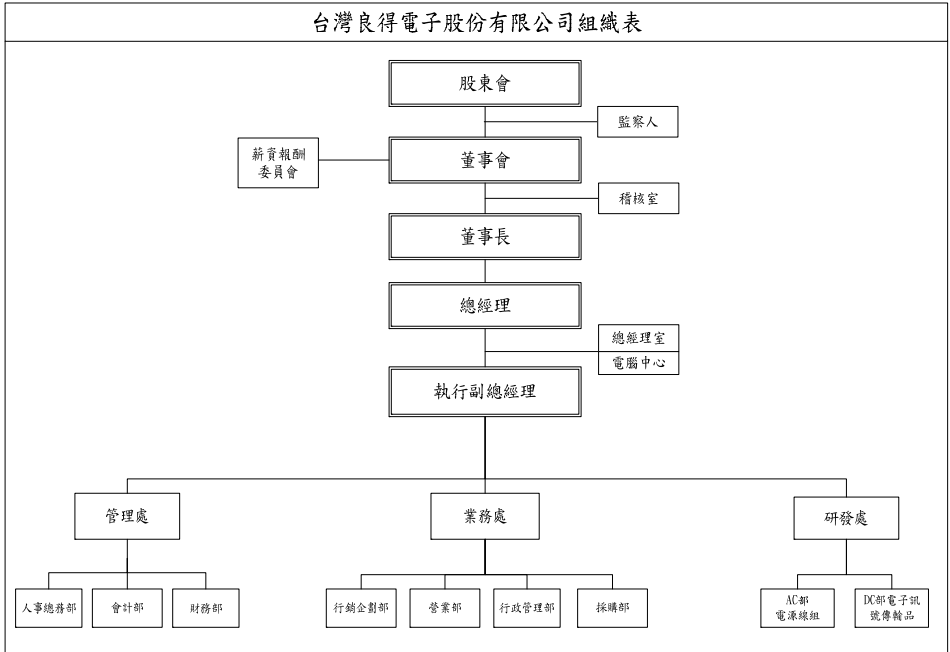 台灣良得電子股份有限公司組織表
股東會
監察人
薪資報酬
委員會
董事會
稽核室
董事長
總經理
總經理室
電腦中心
執行副總經理
管理處
業務處
研發處
人事總務部
會計部
財務部
行銷企劃部
營業部
行政管理部
採購部
AC部
電源線組
DC部電子訊
號傳輸品